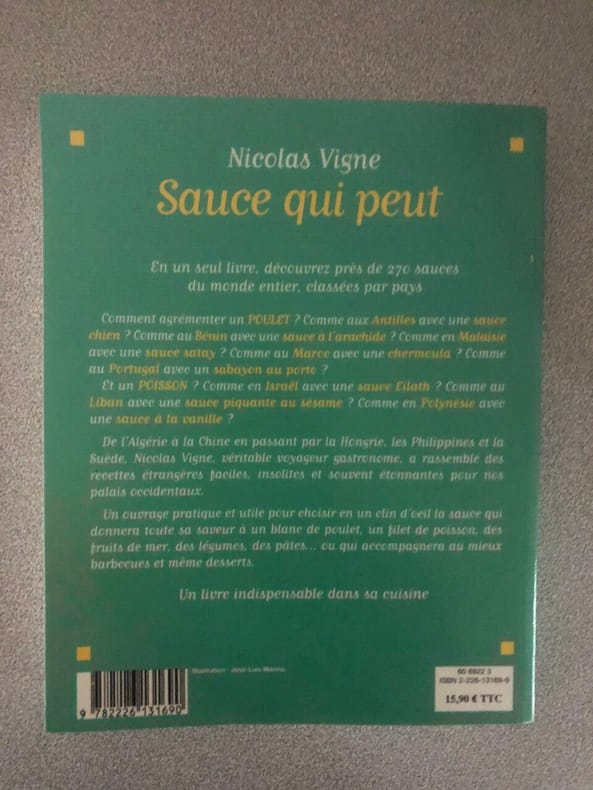 Nicolas Vigne
Sauce qui peut
En un seul livre, découvrez près de 270 sauces
du monde entier, classées par pays
Comment agrémenter un POULET ? Comme aux Antilles avec une sauce
chien ? Comme au Bénin avec une sauce à l'arachide ? Comme en Malaisie
avec une sauce satay ? Comme au Maroc avec une chermoula ? Comme
au Portugal avec un sabayon au porto ?
Et un POISSON ? Comme en Israël avec une sauce Eilath ? Comme au
Liban avec une sauce piquante au sésame ? Comme en Polynésie avec
une sauce à la vanille ?
De l'Algérie à la Chine en passant par la Hongrie, les Philippines et la
Suède, Nicolas Vigne, véritable voyageur gastronome, a rassemblé des
recettes étrangères faciles, insolites et souvent étonnantes pour nos
palais occidentaux.
Un ouvrage pratique et utile pour choisir en un clin d'oeil la sauce qui
donnera toute sa saveur à un blanc de poulet, un filet de poisson, des
fruits de mer, des légumes, des pâtes... ou qui accompagnera au mieux
barbecues et même desserts.
Un livre indispensable dans sa cuisine
Illustration : José-Luis
60 6922 3
ISBN 2-226-13169-9
15,90 € TTC
9 782226 131690